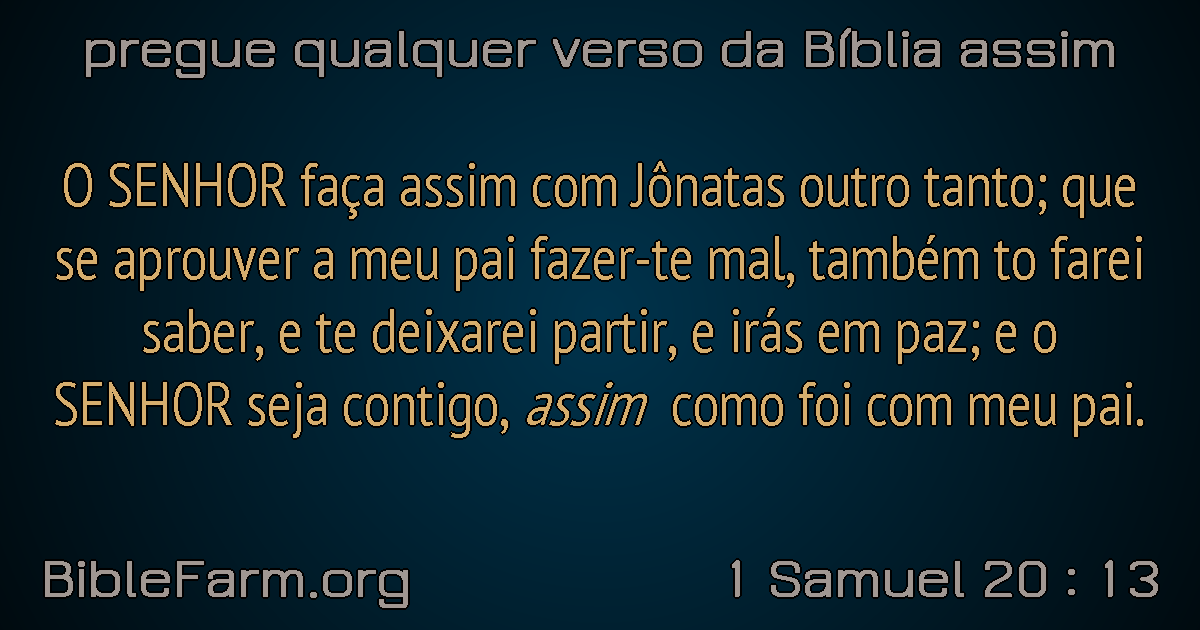 pregue qualquer verso da Bíblia assim
O SENHOR faça assim com Jônatas outro tanto; que
se aprouver a meu pai fazer-te mal, também to farei
saber, e te deixarei partir, e irás em paz; e o
SENHOR seja contigo, assim como foi com meu pai.
BibleFarm.org
1 Samuel 20 : 13